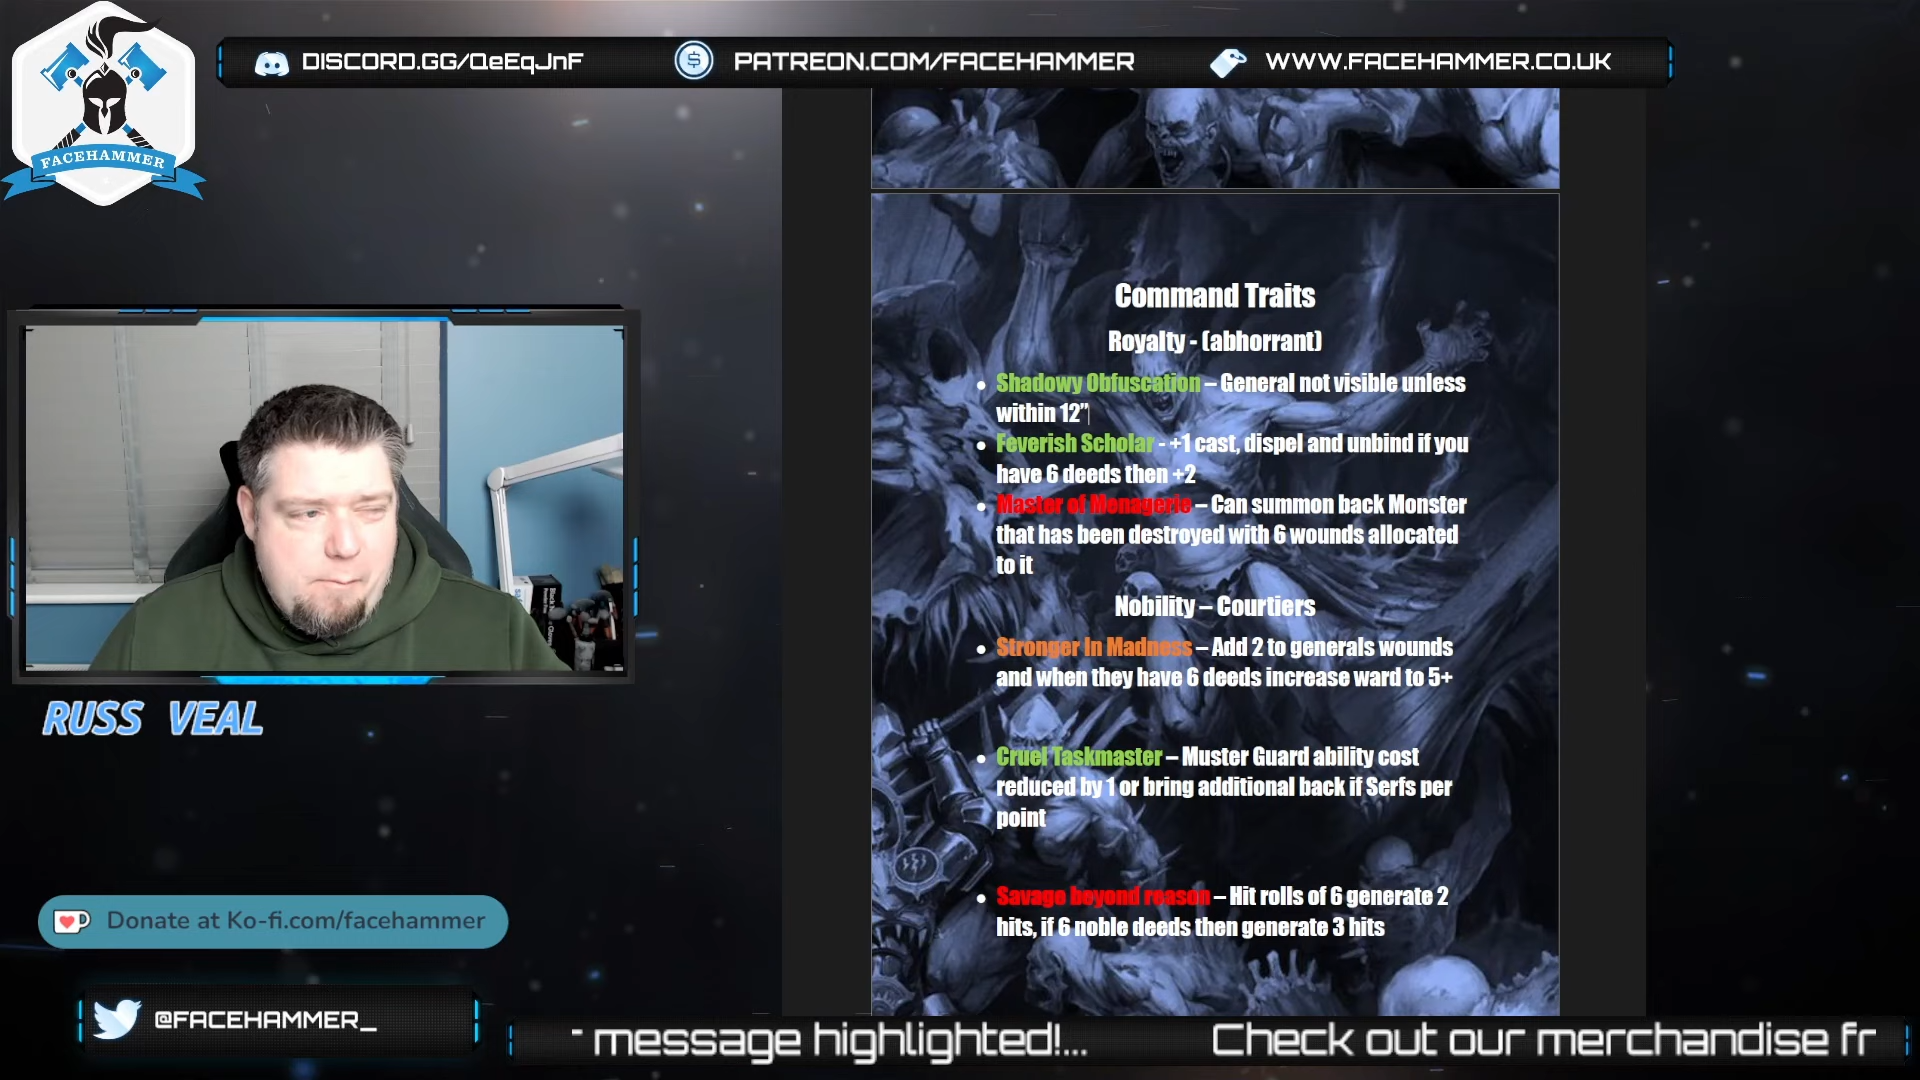 DISCORD.GG/QeEqJnF
PATREON.COM/FACEHAMMER
WWW.FACEHAMMER.CO.UK
FACEHAMMER
Command Traits
Royalty - (abhorrant)
Shadowy Obfuscation – General not visible unless
within 12”
Feverish Scholar - +1 cast, dispel and unbind if you
have 6 deeds then +2
Master of Menagerie – Can summon back Monster
that has been destroyed with 6 wounds allocated
to it
Nobility – Courtiers
Stronger In Madness – Add 2 to generals wounds
and when they have 6 deeds increase ward to 5+
Cruel Taskmaster – Muster Guard ability cost
reduced by 1 or bring additional back if Serfs per
point
Savage beyond reason – Hit rolls of 6 generate 2
hits, if 6 noble deeds then generate 3 hits
RUSS VEAL
Donate at Ko-fi.com/facehammer
@FACEHAMMER_
message highlighted!...
Check out our merchandise fr